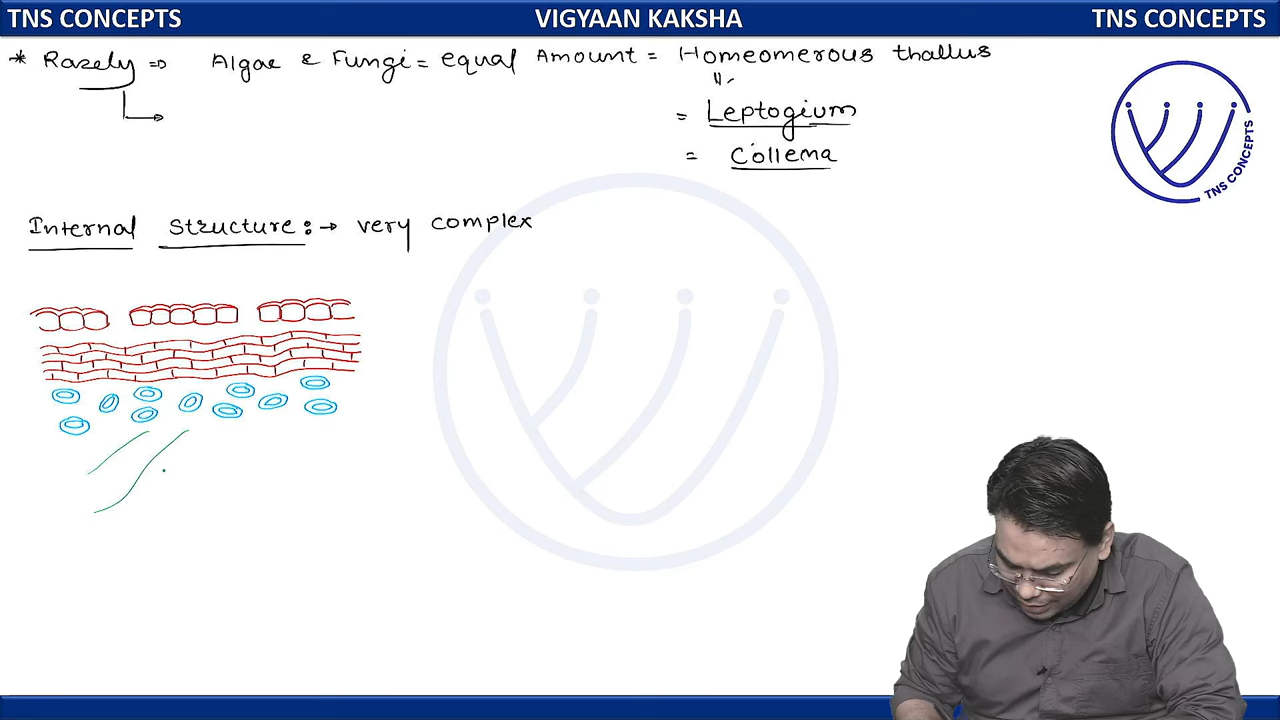 TNS CONCEPTS VIGYAAN KAKSHA TNS CONCEPTS
* Rarely ⇒ Algae & Fungi = equal Amount = Homeomerous thallus
= Leptogium
= Collema
TNS CONCEPTS
Internal Structure :→ very complex